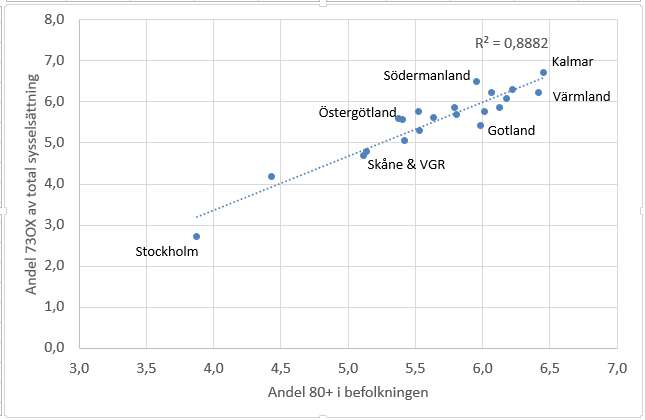 8,0
7,0
6,0
5,0
4,0
3,0
2,0
1,0
0,0
Andel 73OX av total sysselsättning
R² = 0,8882
Kalmar
Södermanland
Värmland
Östergötland
Gotland
Skåne & VGR
Stockholm
3,0 3,5 4,0 4,5 5,0 5,5 6,0 6,5 7,0
Andel 80+ i befolkningen